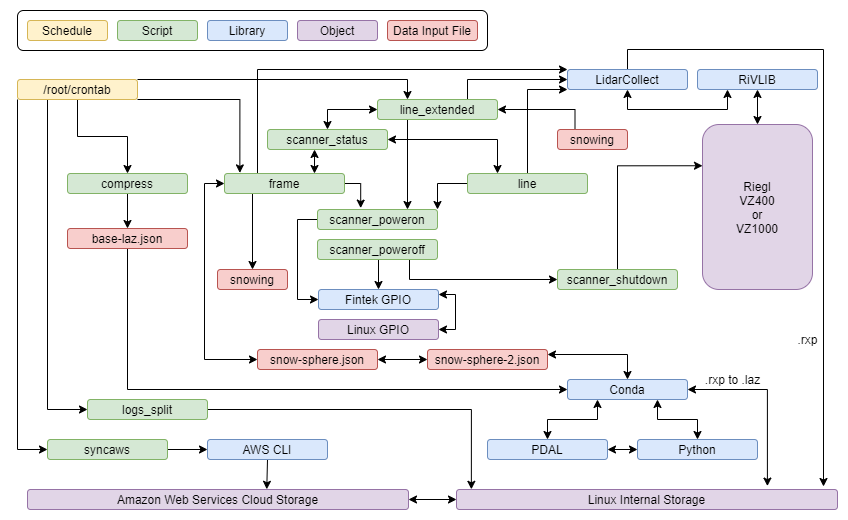 Schedule
Script
Library
Object
Data Input File
/root/crontab
LidarCollect
RiVLIB
line_extended
scanner_status
snowing
compress
frame
line
Riegl
VZ400
or
VZ1000
scanner_poweron
base-laz.json
scanner_poweroff
snowing
scanner_shutdown
Fintek GPIO
Linux GPIO
.rxp
snow-sphere.json
snow-sphere-2.json
.rxp to .laz
Conda
logs_split
syncaws
AWS CLI
PDAL
Python
Amazon Web Services Cloud Storage
Linux Internal Storage